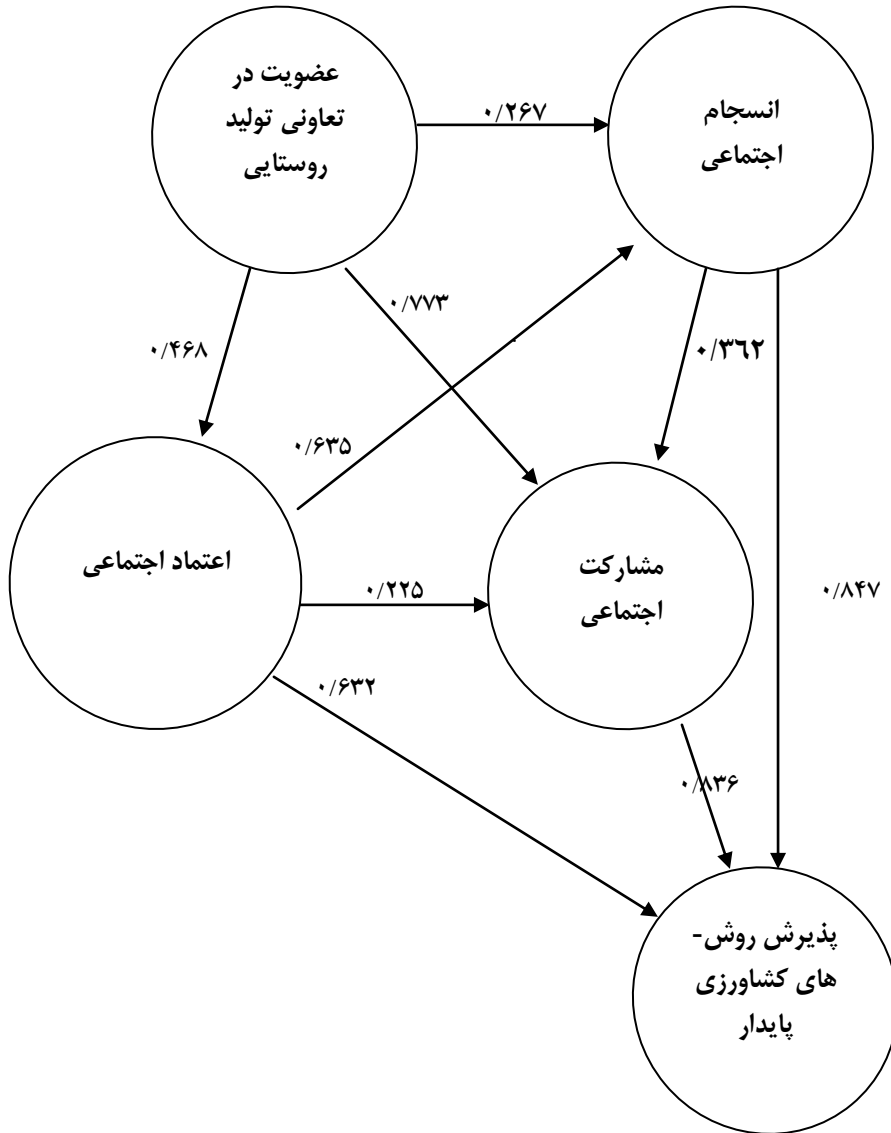 عضویت در
تعاونی تولید
روستایی
انسجام
اجتماعی
۰/۲۶۷
۰/۷۷۳
۰/۴۶۸
۰/۳٦۲
۰/۶۳۵
اعتماد اجتماعی
مشارکت
اجتماعی
۰/۲۲۵
۰/۸۴۷
۰/۶۳۲
۰/۸۳۶
پذیرش روش-
های کشاورزی
پایدار